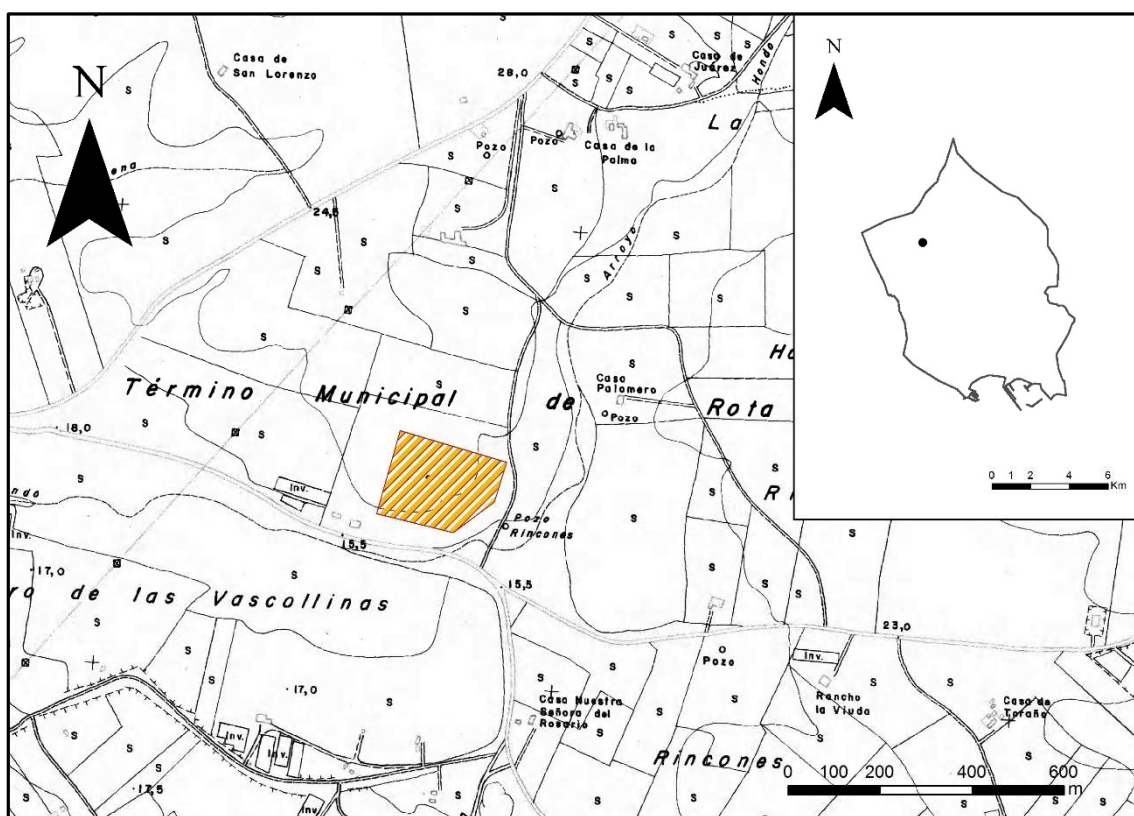 Casa de
San Lorenzo
S
28,0
S
Casa de
Juárez
Hondo
La
N
N
Pozo
Pozo
Casa de la
Palma
ena
24,5
S
S
Arroyo
S
Término Municipal de Rota
Casa
Palomero
Pozo
18,0
S
Inv.
15,5
Pozo
Rincones
15,5
17,0
ro de las Vascollinas
17,0
S
23,0
Pozo
Inv.
Rancho
la Viuda
Casa de
Toraño
Casa Nuestra
Señora del
Rosario
Rincones
Inv.
Inv.
17,5
Inv.
0 200 400 600
m
0 1 2 4 6
Km